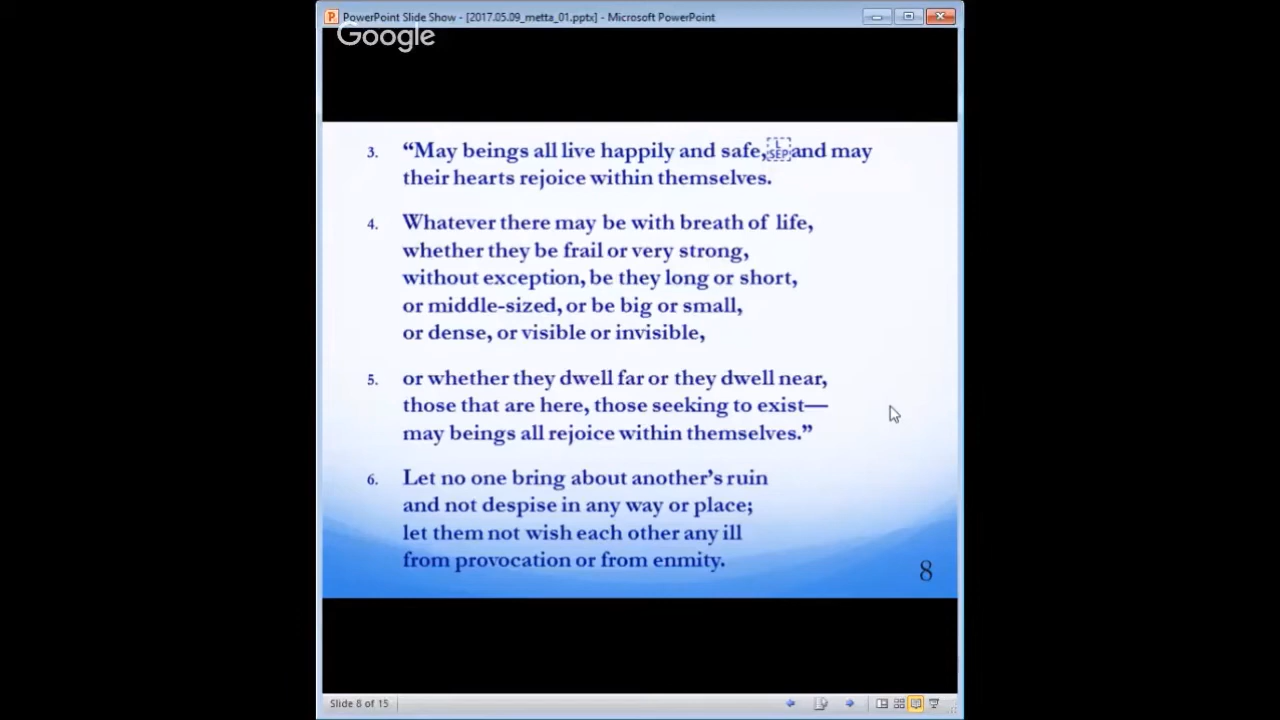 PowerPoint Slide Show - [2017.05.09_metta_01.pptx] - Microsoft PowerPoint
Google
3. “May beings all live happily and safe, L SEP and may
their hearts rejoice within themselves.
4. Whatever there may be with breath of life,
whether they be frail or very strong,
without exception, be they long or short,
or middle-sized, or be big or small,
or dense, or visible or invisible,
5. or whether they dwell far or they dwell near,
those that are here, those seeking to exist—
may beings all rejoice within themselves.”
6. Let no one bring about another’s ruin
and not despise in any way or place;
let them not wish each other any ill
from provocation or from enmity.
8
Slide 8 of 15